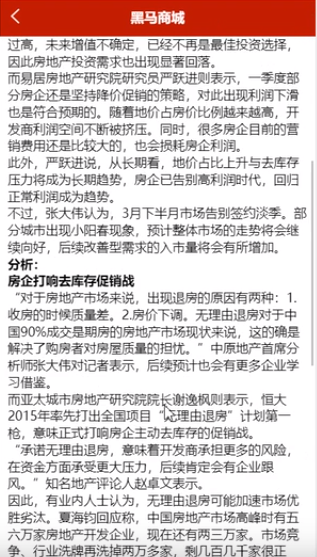 黑马商城
过高，未来增值不确定，已经不再是最佳投资选择，
因此房地产投资需求也出现显著回落。
而易居房地产研究院研究员严跃进则表示，一季度部
分房企还是坚持降价促销的策略，对此出现利润下滑
也是符合预期的。随着地价占房价比例越来越高，开
发商利润空间不断被挤压。同时，很多房企目前的营
销费用还是比较大的，也会损耗房企利润。
此外，严跃进说，从长期看，地价占比上升与去库存
压力将成为长期趋势，房企已告别高利润时代，回归
正常利润成为趋势。
不过，张大伟认为，3月下半月市场告别签约淡季。部
分城市出现小阳春现象，预计整体市场的走势将会继
续向好，后续改善型需求的入市量将会有所增加。
分析：
房企打响去库存促销战
“对于房地产市场来说，出现退房的原因有两种：1.
收房的时候质量差。2.房价下调。无理由退房对于中
国90%成交是期房的房地产市场现状来说，这的确是
解决了购房者对房屋质量的担忧。”中原地产首席分
析师张大伟对记者表示，后续预计也会有更多企业学
习借鉴。
而亚太城市房地产研究院院长谢逸枫则表示，恒大
2015年率先打出全国项目“无理由退房”计划第一
枪，意味正式打响房企主动去库存的促销战。
“承诺无理由退房，意味着开发商承担更多的风险，
在资金方面承受更大压力，后续肯定会有企业跟
风。”知名地产评论人赵卓文表示。
因此，有业内人士认为，无理由退房可能加速市场优
胜劣汰。夏海钧回应称，中国房地产市场高峰时有五
六万家房地产开发企业，现在还有两三万家。市场竞
争、行业洗牌再洗掉两万多家，剩几百几千家很正